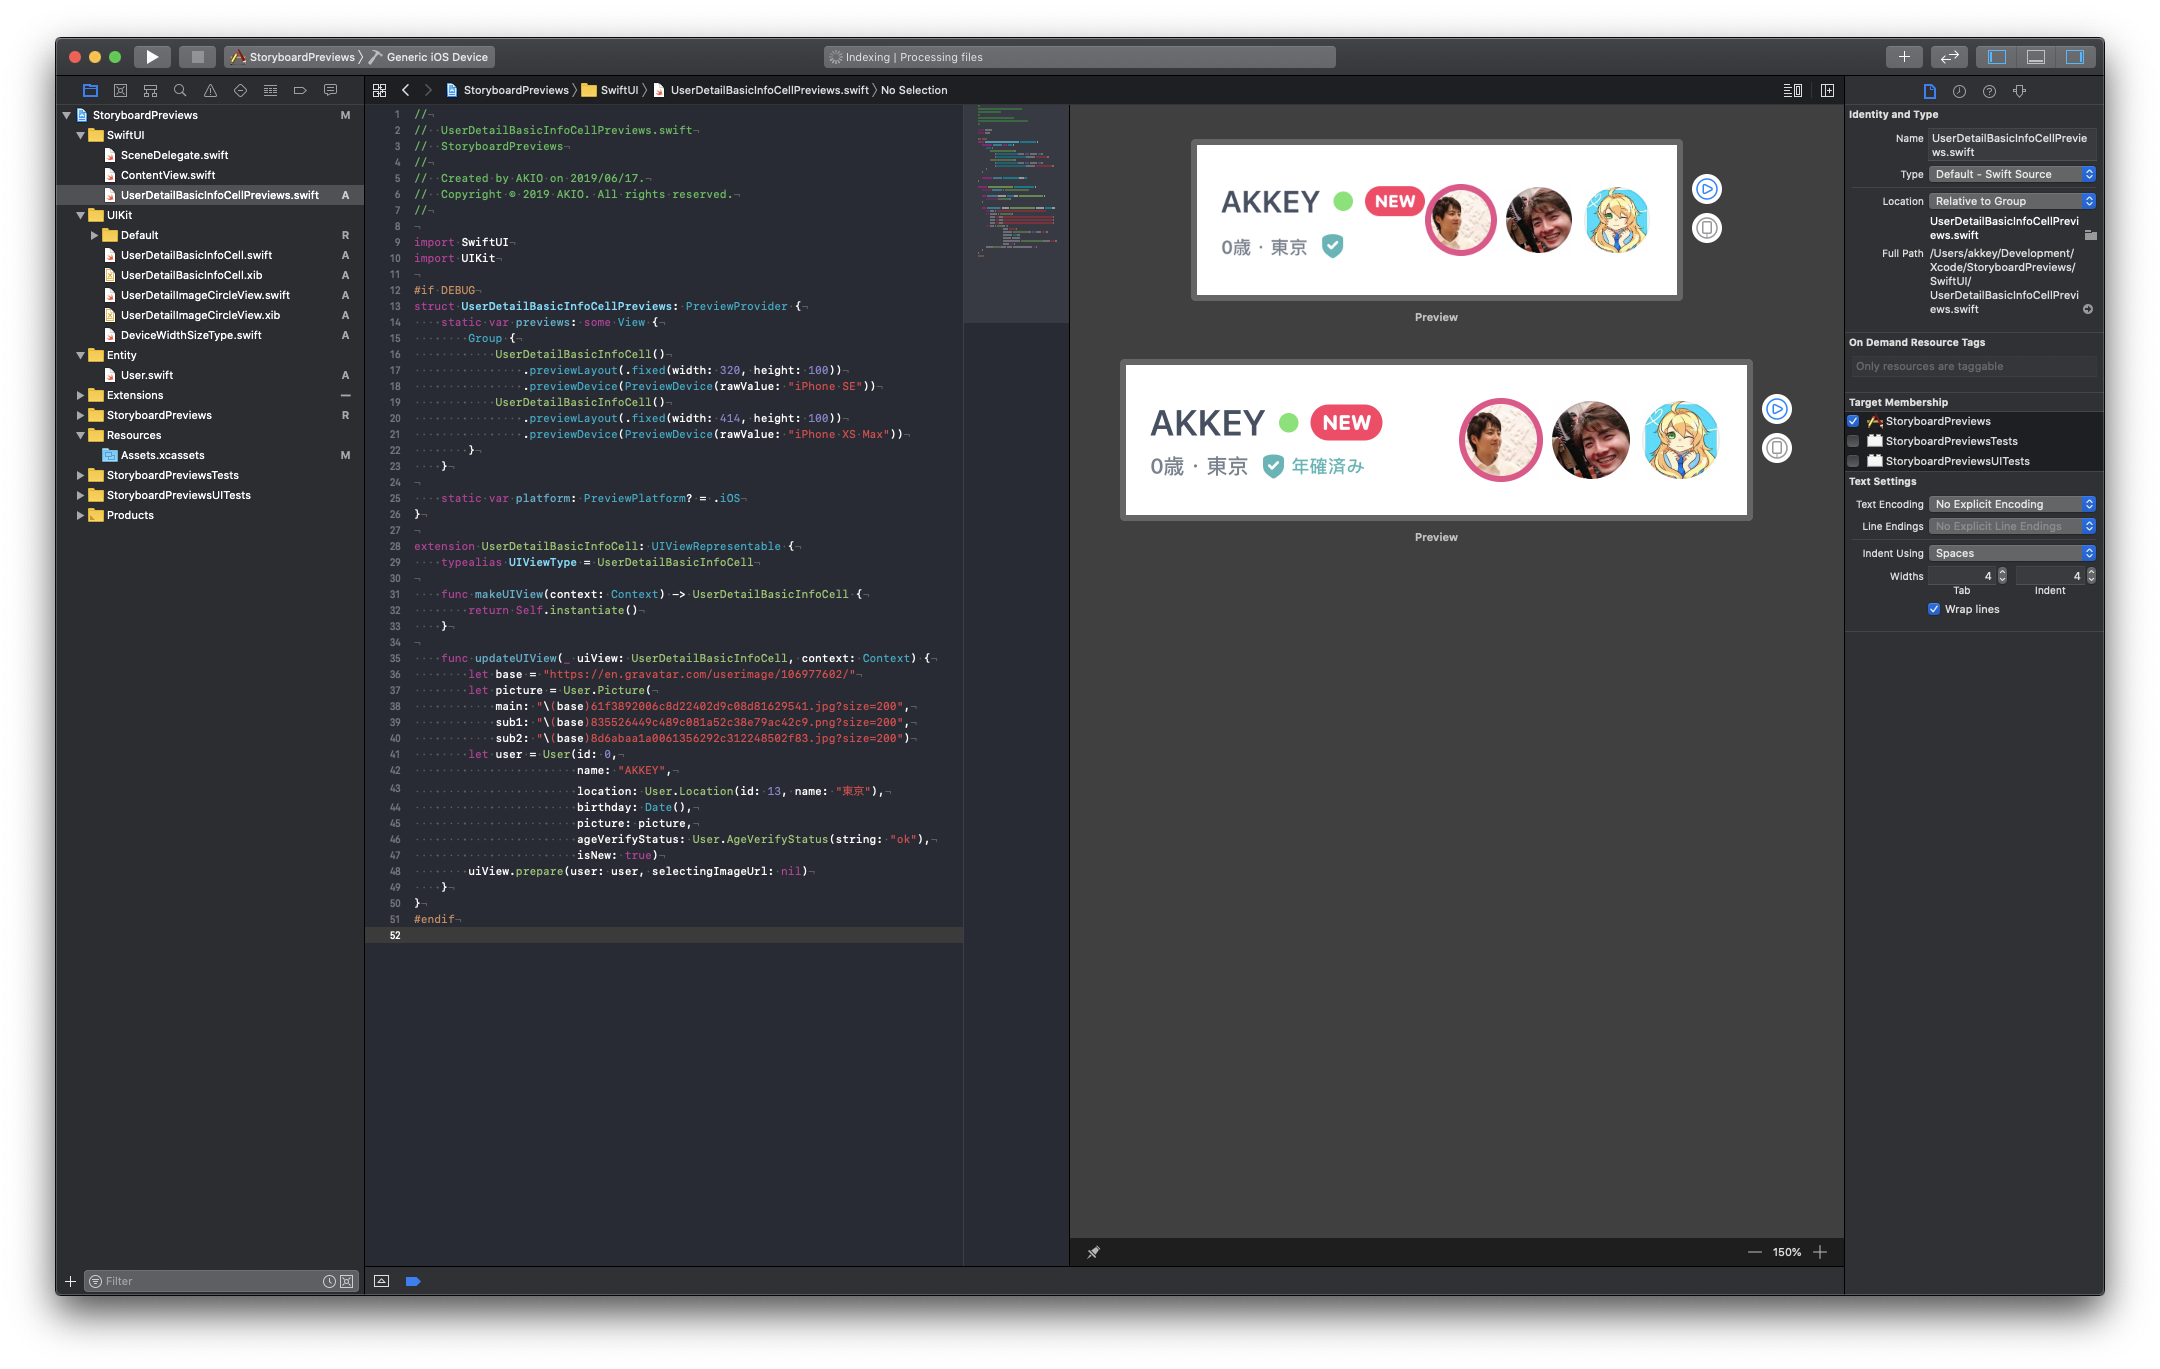 StoryboardPreviews
Generic iOS Device
Indexing | Processing files
StoryboardPreviews
SwiftUI
UserDetailBasicInfoCellPreviews.swift
No Selection
StoryboardPreviews M
SwiftUI
SceneDelegate.swift
ContentView.swift
UserDetailBasicInfoCellPreviews.swift A
UIKit
Default R
UserDetailBasicInfoCell.swift A
UserDetailBasicInfoCell.xib A
UserDetailImageCircleView.swift A
UserDetailImageCircleView.xib A
DeviceWidthSizeType.swift A
Entity
User.swift A
Extensions —
StoryboardPreviews R
Resources
Assets.xcassets M
StoryboardPreviewsTests
StoryboardPreviewsUITests
Products
Filter
1 //
2 //  UserDetailBasicInfoCellPreviews.swift
3 //  StoryboardPreviews
4 //
5 //  Created by AKIO on 2019/06/17.
6 //  Copyright © 2019 AKIO. All rights reserved.
7 //
8
9 import SwiftUI
10 import UIKit
11
12 #if DEBUG
13 struct UserDetailBasicInfoCellPreviews: PreviewProvider {
14     static var previews: some View {
15         Group {
16             UserDetailBasicInfoCell()
17                 .previewLayout(.fixed(width: 320, height: 100))
18                 .previewDevice(PreviewDevice(rawValue: "iPhone SE"))
19             UserDetailBasicInfoCell()
20                 .previewLayout(.fixed(width: 414, height: 100))
21                 .previewDevice(PreviewDevice(rawValue: "iPhone XS Max"))
22         }
23     }
24
25     static var platform: PreviewPlatform? = .iOS
26 }
27
28 extension UserDetailBasicInfoCell: UIViewRepresentable {
29     typealias UIViewType = UserDetailBasicInfoCell
30
31     func makeUIView(context: Context) -> UserDetailBasicInfoCell {
32         return Self.instantiate()
33     }
34
35     func updateUIView(_ uiView: UserDetailBasicInfoCell, context: Context) {
36         let base = "https://en.gravatar.com/userimage/106977602/"
37         let picture = User.Picture(
38             main: "\(base)61f3892006c8d22402d9c08d81629541.jpg?size=200",
39             sub1: "\(base)835526449c489c081a52c38e79ac42c9.png?size=200",
40             sub2: "\(base)8d6abaa1a0061356292c312248502f83.jpg?size=200")
41         let user = User(id: 0,
42                         name: "AKKEY",
43                         location: User.Location(id: 13, name: "東京"),
44                         birthday: Date(),
45                         picture: picture,
46                         ageVerifyStatus: User.AgeVerifyStatus(string: "ok"),
47                         isNew: true)
48         uiView.prepare(user: user, selectingImageUrl: nil)
49     }
50 }
51 #endif
52
AKKEY NEW
0歳・東京
Preview
AKKEY NEW
0歳・東京 年確済み
Preview
150%
Identity and Type
Name UserDetailBasicInfoCellPrevie
ws.swift
Type Default - Swift Source
Location Relative to Group
UserDetailBasicInfoCellPrevi
ews.swift
Full Path /Users/akkey/Development/
Xcode/StoryboardPreviews/
SwiftUI/
UserDetailBasicInfoCellPrevi
ews.swift
On Demand Resource Tags
Only resources are taggable
Target Membership
StoryboardPreviews
StoryboardPreviewsTests
StoryboardPreviewsUITests
Text Settings
Text Encoding No Explicit Encoding
Line Endings No Explicit Line Endings
Indent Using Spaces
Widths 4 4
Tab Indent
Wrap lines